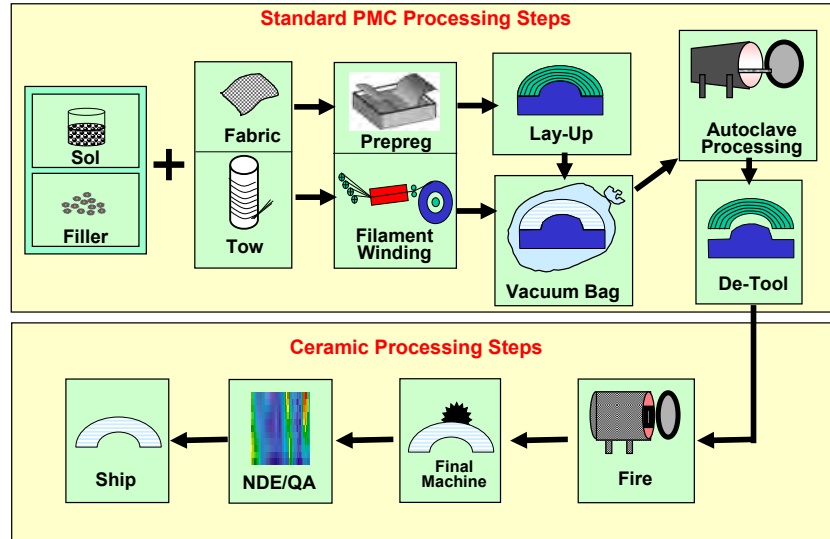 Standard PMC Processing Steps
Sol
Filler
+
Fabric
Tow
Prepreg
Filament
Winding
Lay-Up
Vacuum Bag
Autoclave
Processing
De-Tool
Ceramic Processing Steps
Ship
NDE/QA
Final
Machine
Fire